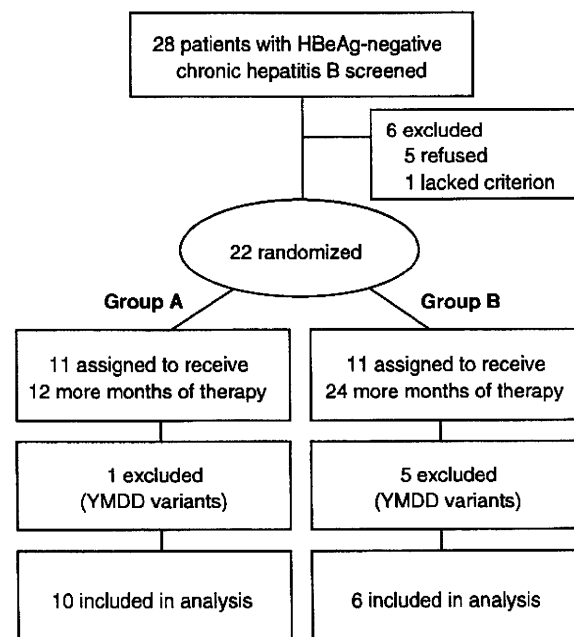 28 patients with HBeAg-negative
chronic hepatitis B screened
6 excluded
5 refused
1 lacked criterion
22 randomized
Group A
Group B
11 assigned to receive
12 more months of therapy
11 assigned to receive
24 more months of therapy
1 excluded
(YMDD variants)
5 excluded
(YMDD variants)
10 included in analysis
6 included in analysis